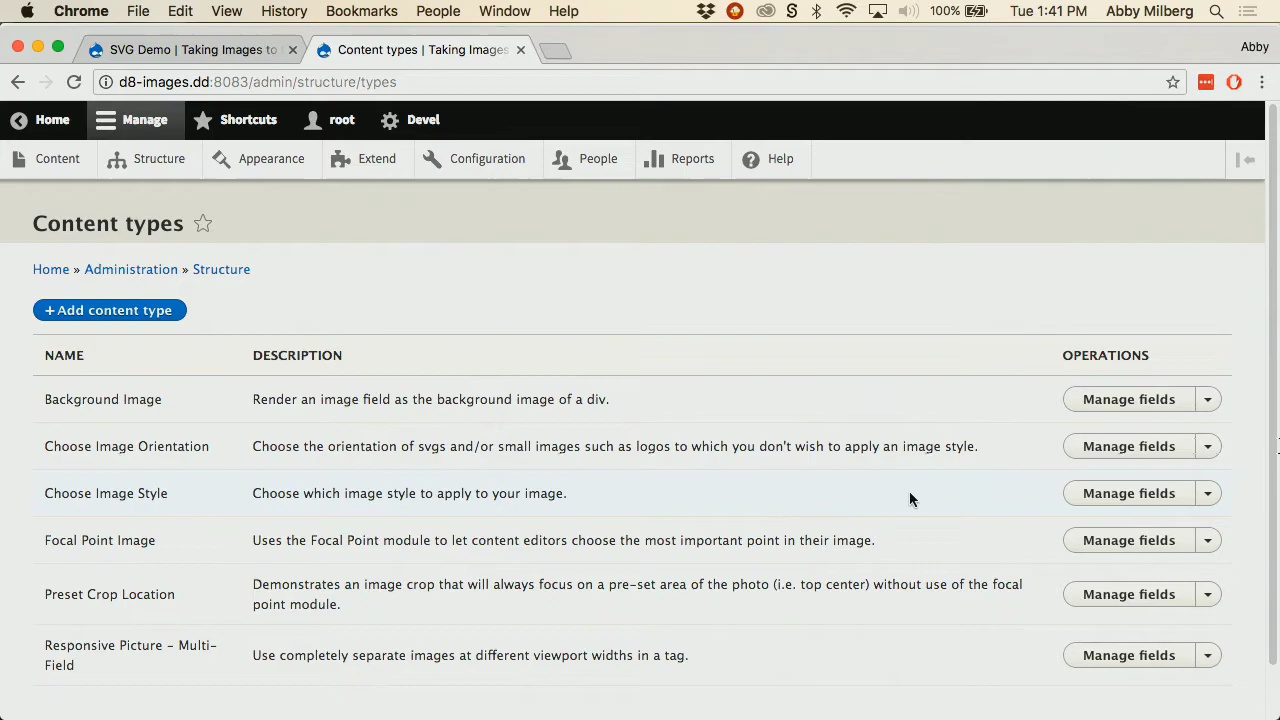 Chrome File Edit View History Bookmarks People Window Help 100% Tue 1:41 PM Abby Milberg
SVG Demo | Taking Images to Content types | Taking Images Abby
d8-images.dd:8083/admin/structure/types
Home Manage Shortcuts root Devel
Content Structure Appearance Extend Configuration People Reports Help
Content types
Home » Administration » Structure
+ Add content type
NAME DESCRIPTION OPERATIONS
Background Image Render an image field as the background image of a div. Manage fields
Choose Image Orientation Choose the orientation of svgs and/or small images such as logos to which you don't wish to apply an image style. Manage fields
Choose Image Style Choose which image style to apply to your image. Manage fields
Focal Point Image Uses the Focal Point module to let content editors choose the most important point in their image. Manage fields
Preset Crop Location Demonstrates an image crop that will always focus on a pre-set area of the photo (i.e. top center) without use of the focal
point module. Manage fields
Responsive Picture - Multi-
Field Use completely separate images at different viewport widths in a tag. Manage fields